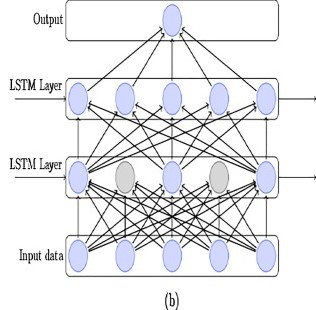 Output
LSTM Layer
LSTM Layer
Input data
(b)